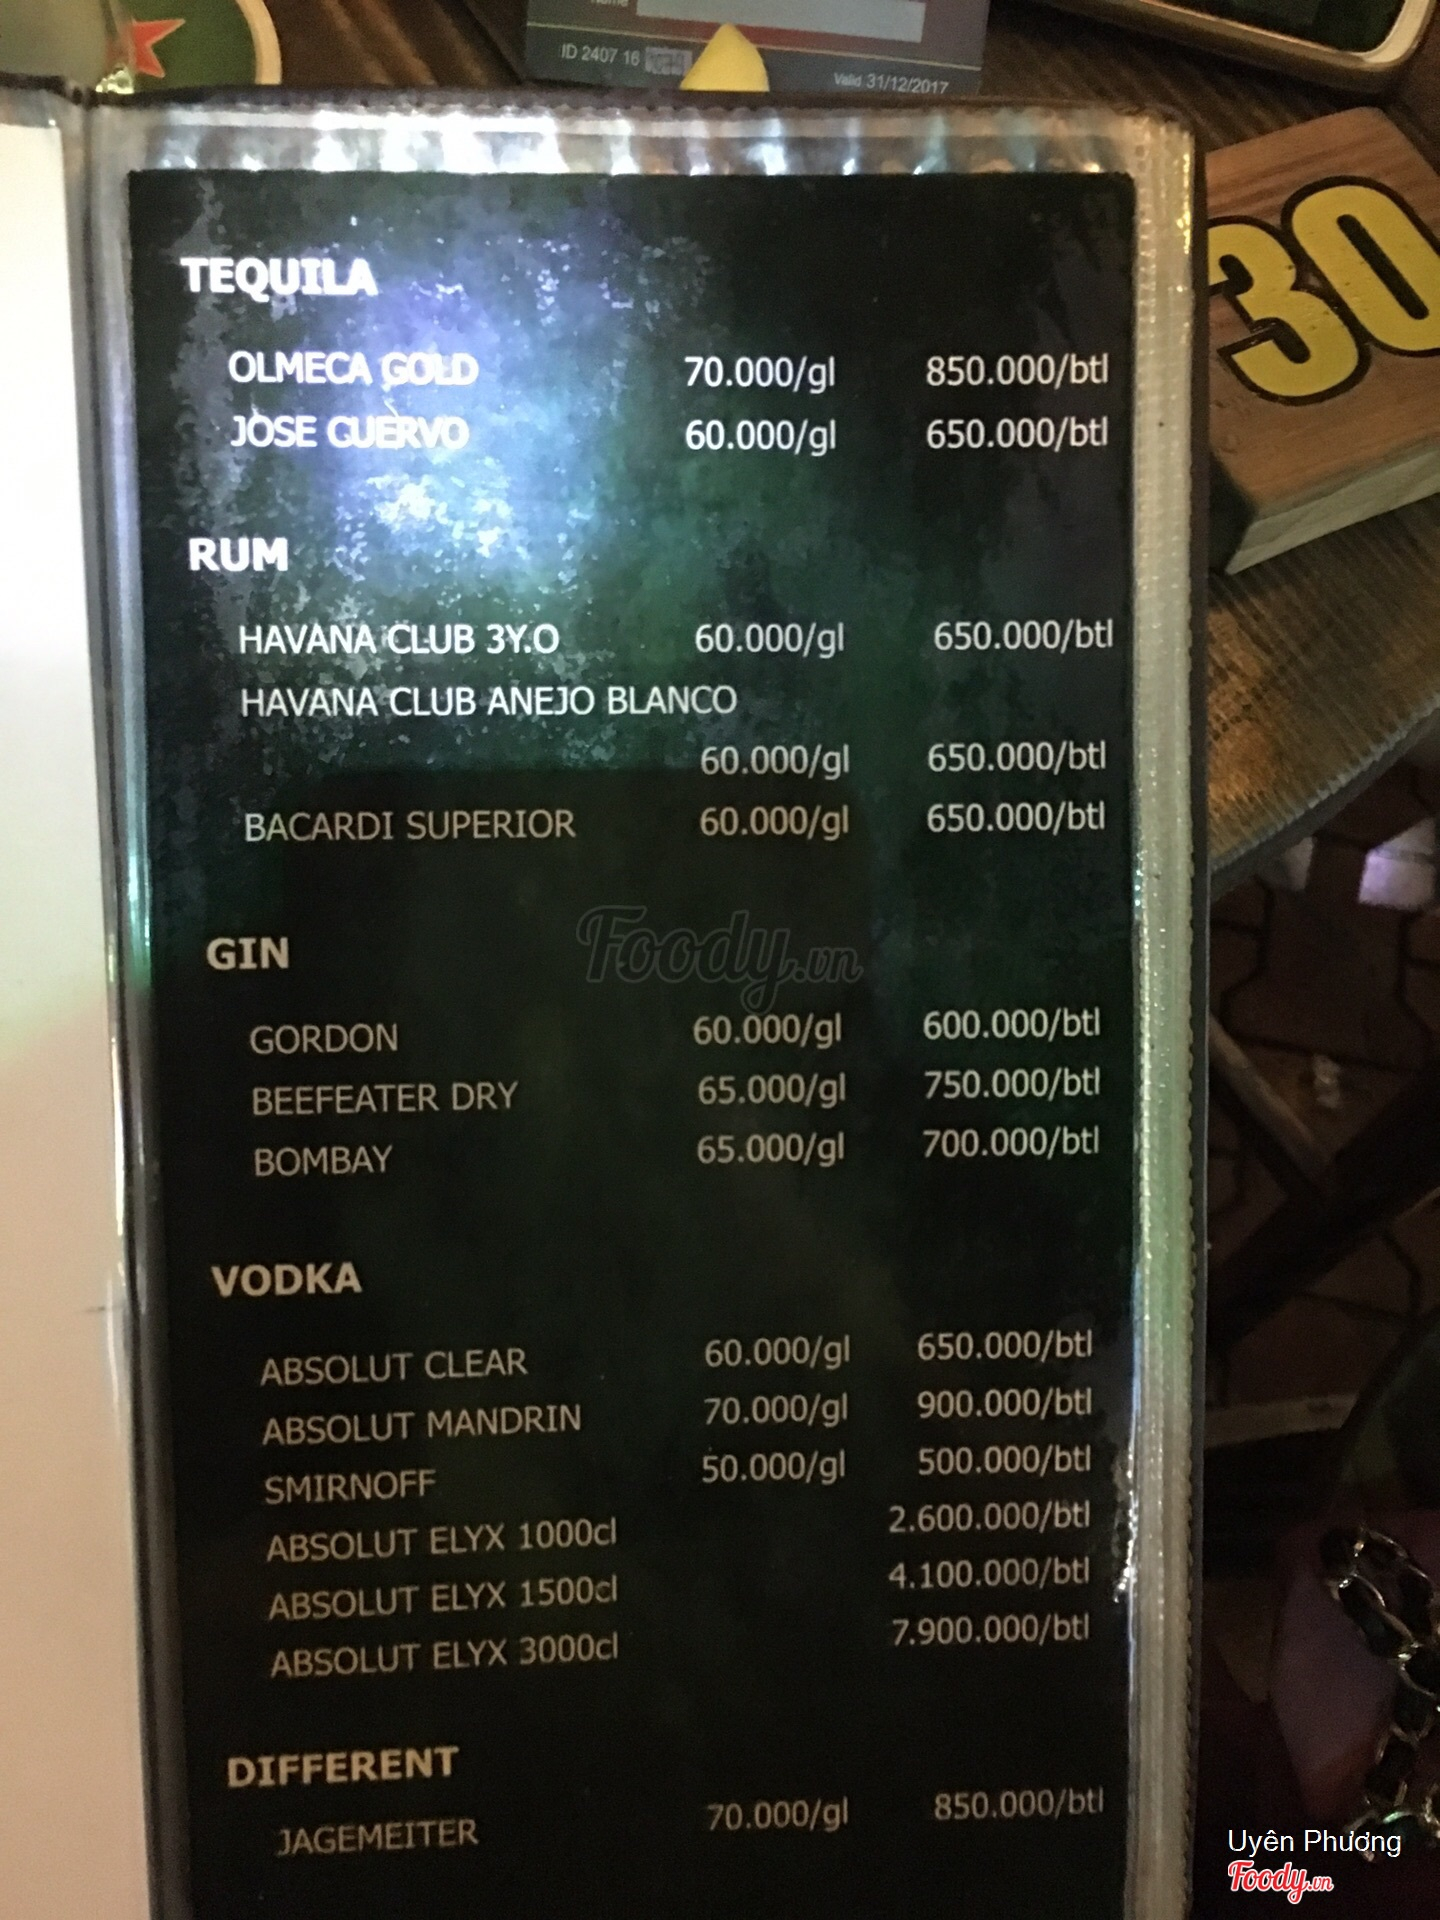 Name
ID 2407 16
Valid 31/12/2017
30
TEQUILA
OLMECA GOLD 70.000/gl 850.000/btl
JOSE CUERVO 60.000/gl 650.000/btl
RUM
HAVANA CLUB 3Y.O 60.000/gl 650.000/btl
HAVANA CLUB ANEJO BLANCO
60.000/gl 650.000/btl
BACARDI SUPERIOR 60.000/gl 650.000/btl
Foody.vn
GIN
GORDON 60.000/gl 600.000/btl
BEEFEATER DRY 65.000/gl 750.000/btl
BOMBAY 65.000/gl 700.000/btl
VODKA
ABSOLUT CLEAR 60.000/gl 650.000/btl
ABSOLUT MANDRIN 70.000/gl 900.000/btl
SMIRNOFF 50.000/gl 500.000/btl
ABSOLUT ELYX 1000cl 2.600.000/btl
ABSOLUT ELYX 1500cl 4.100.000/btl
ABSOLUT ELYX 3000cl 7.900.000/btl
DIFFERENT
JAGEMEITER 70.000/gl 850.000/btl
Uyên Phương
Foody.vn